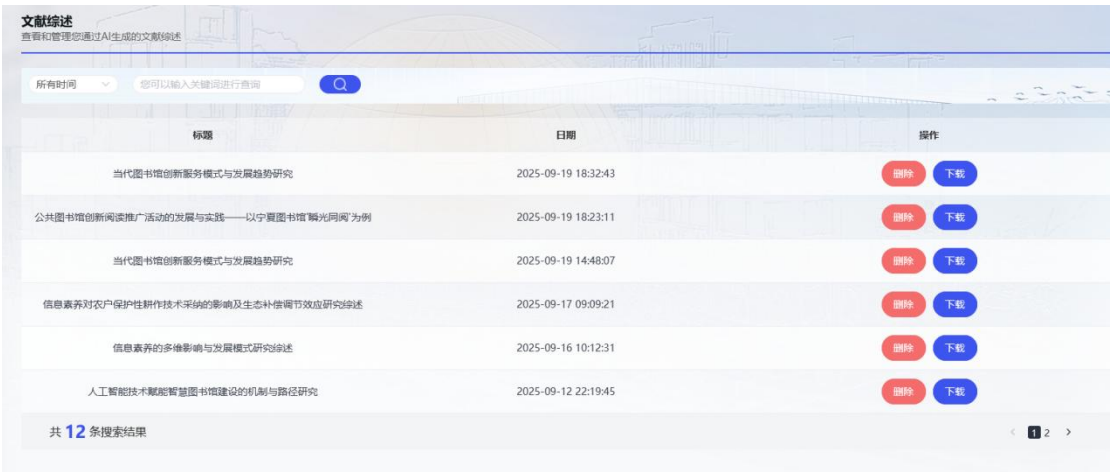 文献综述
查看和管理您通过AI生成的文献综述
所有时间 您可以输入关键词进行查询
标题 日期 操作
当代图书馆创新服务模式与发展趋势研究 2025-09-19 18:32:43 删除 下载
公共图书馆创新阅读推广活动的发展与实践——以宁夏图书馆“瞬光同阅”为例 2025-09-19 18:23:11 删除 下载
当代图书馆创新服务模式与发展趋势研究 2025-09-19 14:48:07 删除 下载
信息素养对农户保护性耕作技术采纳的影响及生态补偿调节效应研究综述 2025-09-17 09:09:21 删除 下载
信息素养的多维影响与发展模式研究综述 2025-09-16 10:12:31 删除 下载
人工智能技术赋能智慧图书馆建设的机制与路径研究 2025-09-12 22:19:45 删除 下载
共 12 条搜索结果 < 1 2 >